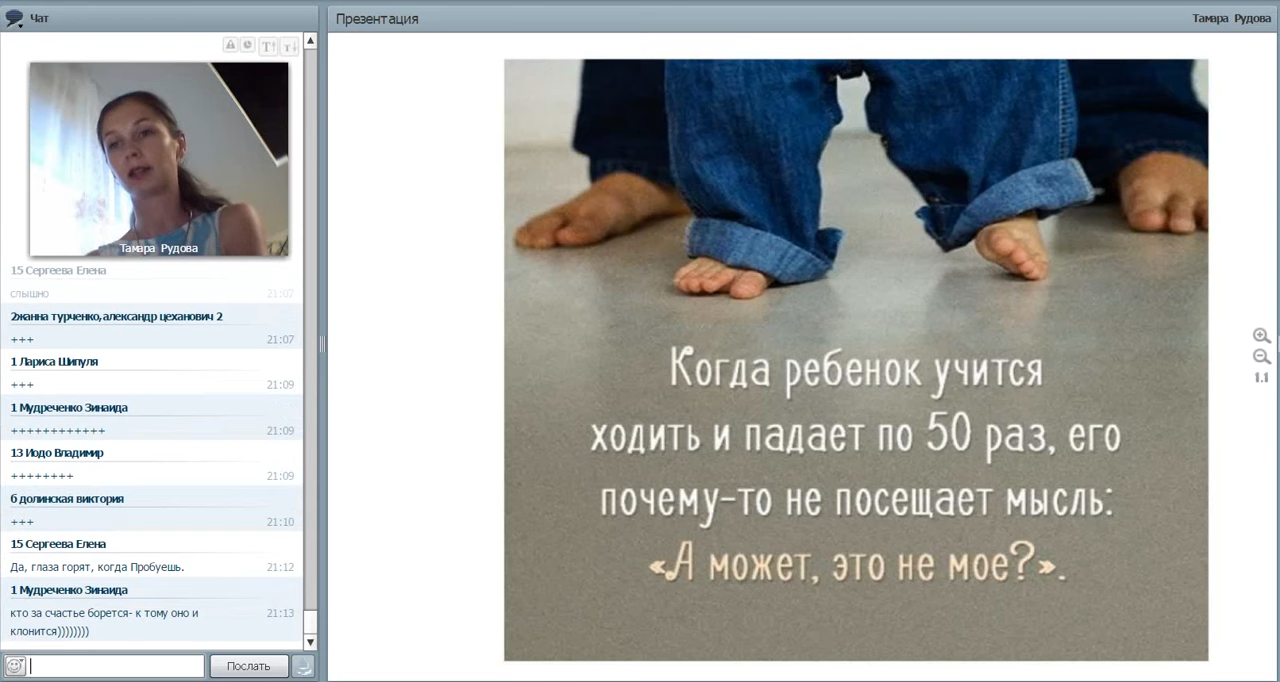 Чат
Презентация
Тамара Рудова
Тамара Рудова
15 Сергеева Елена
слышно 21:07
2жанна турченко,александр цеханович 2
+++ 21:07
1 Лариса Шипуля
+++ 21:09
1 Мудреченко Зинаида
++++++++++++ 21:09
13 Иодо Владимир
++++++++ 21:09
6 долинская виктория
+++ 21:10
15 Сергеева Елена
Да, глаза горят, когда Пробуешь. 21:12
1 Мудреченко Зинаида
кто за счастье борется- к тому оно и 21:13
клонится))))))))
Послать
Когда ребенок учится
ходить и падает по 50 раз, его
почему-то не посещает мысль:
«А может, это не мое?».
1.1